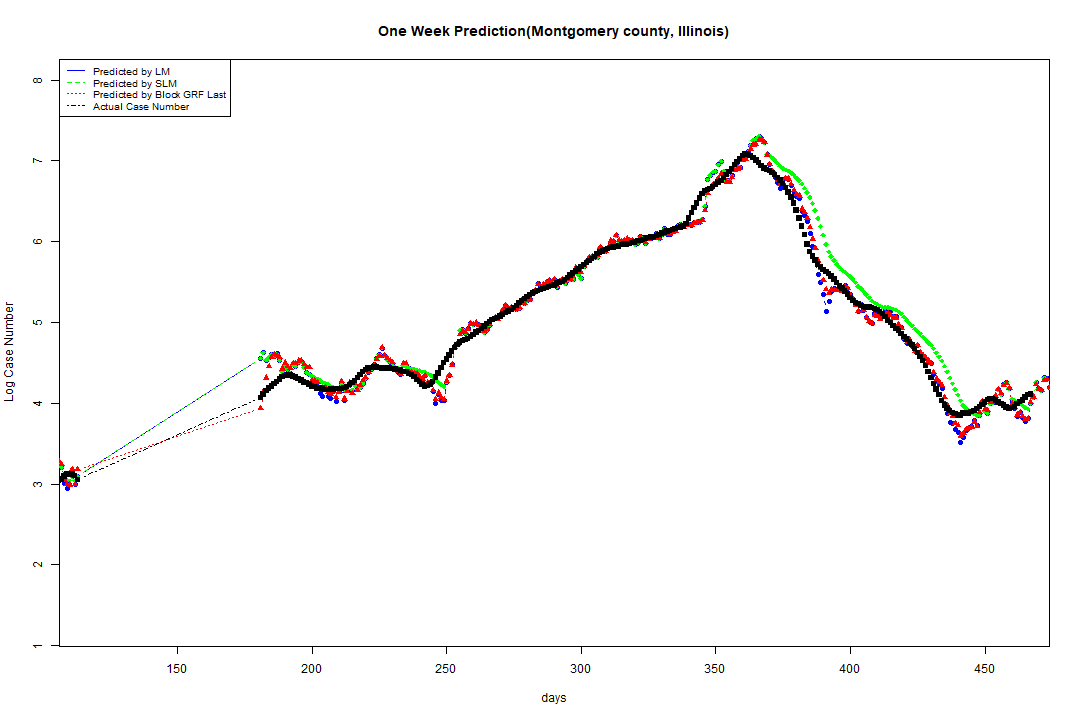 One Week Prediction(Montgomery county, Illinois)
Predicted by LM
Predicted by SLM
Predicted by Block GRF Last
Actual Case Number
8
7
6
5
4
3
2
1
Log Case Number
150 200 250 300 350 400 450
days